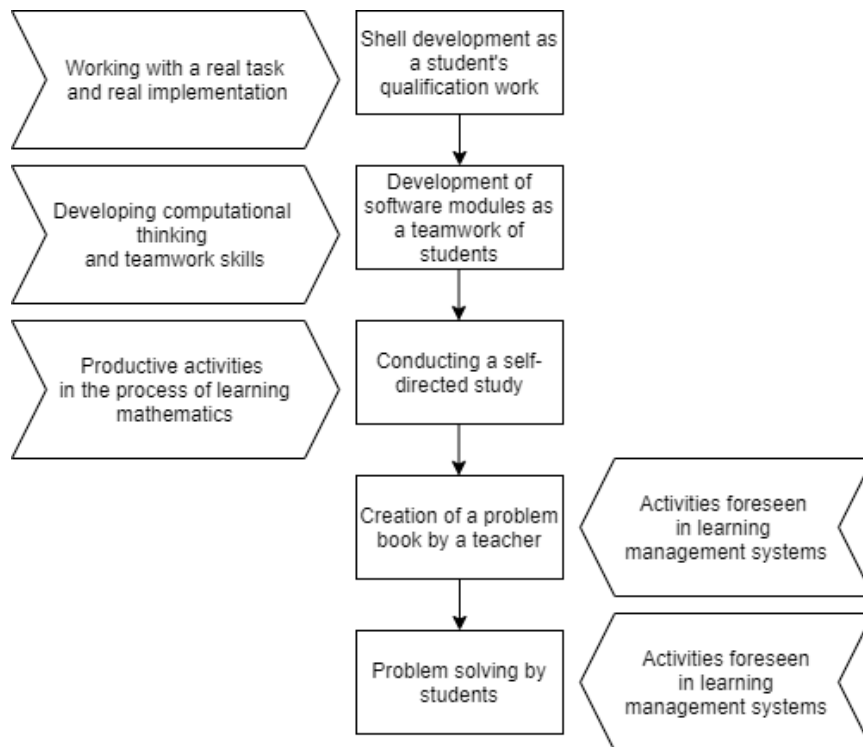 Working with a real task
and real implementation
Shell development as
a student's
qualification work
Developing computational
thinking
and teamwork skills
Development of
software modules as
a teamwork of
students
Productive activities
in the process of learning
mathematics
Conducting a self-
directed study
Creation of a problem
book by a teacher
Activities foreseen
in learning
management systems
Problem solving by
students
Activities foreseen
in learning
management systems